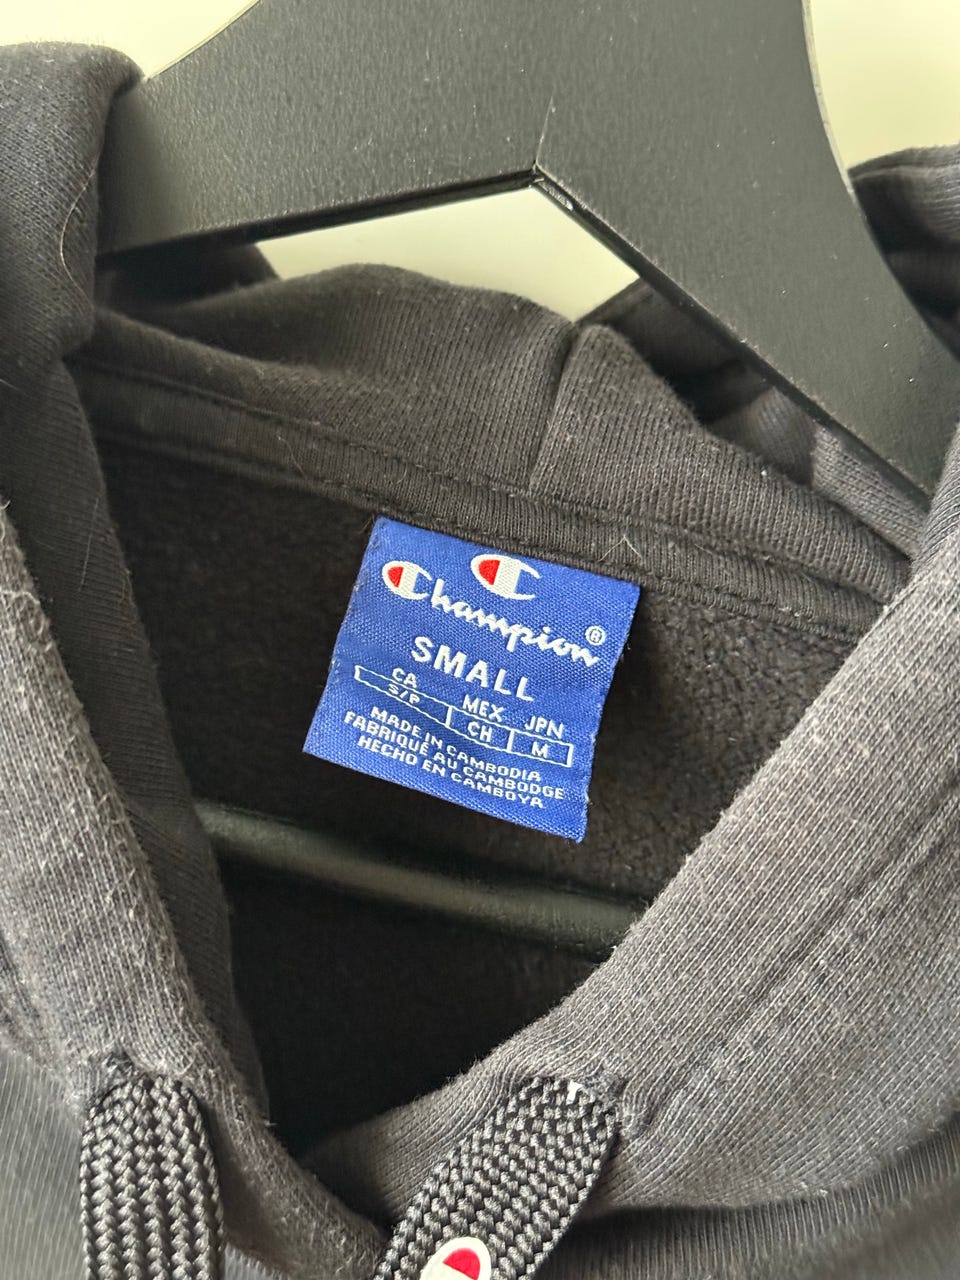 Champion®
SMALL
CA MEX JPN
S/P CH M
MADE IN CAMBODIA
FABRIQUÉ AU CAMBODGE
HECHO EN CAMBOYA